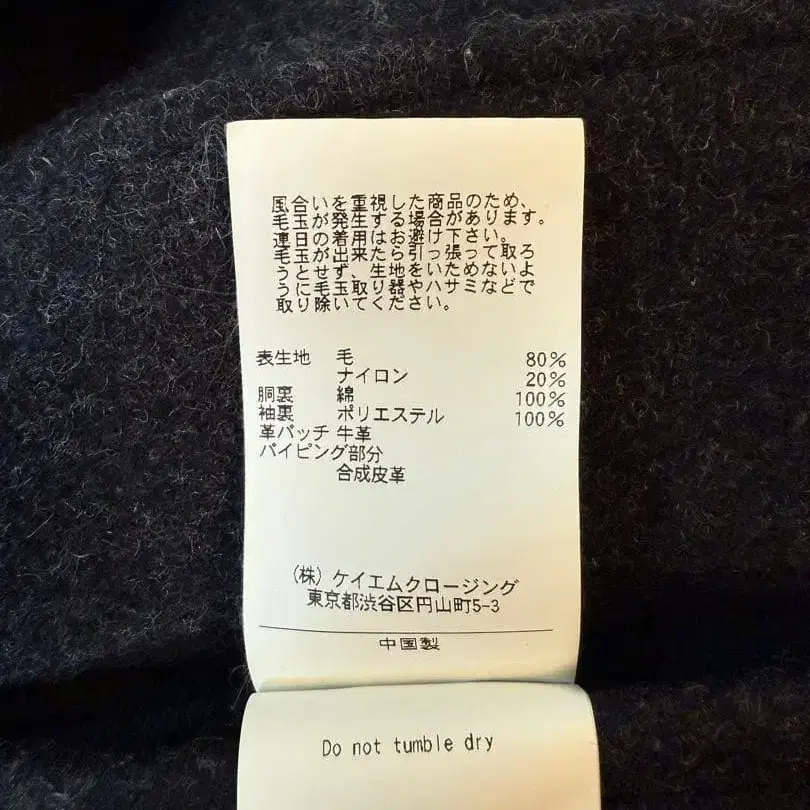 風合いを重視した商品のため、
毛玉が発生する場合があります。
連日の着用はお避け下さい。
毛玉が出来たら引っ張って取ろ
うとせず、生地をいためないよ
うに毛玉取り器やハサミなどで
取り除いてください。
表生地 毛 80%
ナイロン 20%
胴裏 綿 100%
袖裏 ポリエステル 100%
革パッチ 牛革
パイピング部分
合成皮革
(株) ケイエムクロージング
東京都渋谷区円山町5-3
中国製
Do not tumble dry